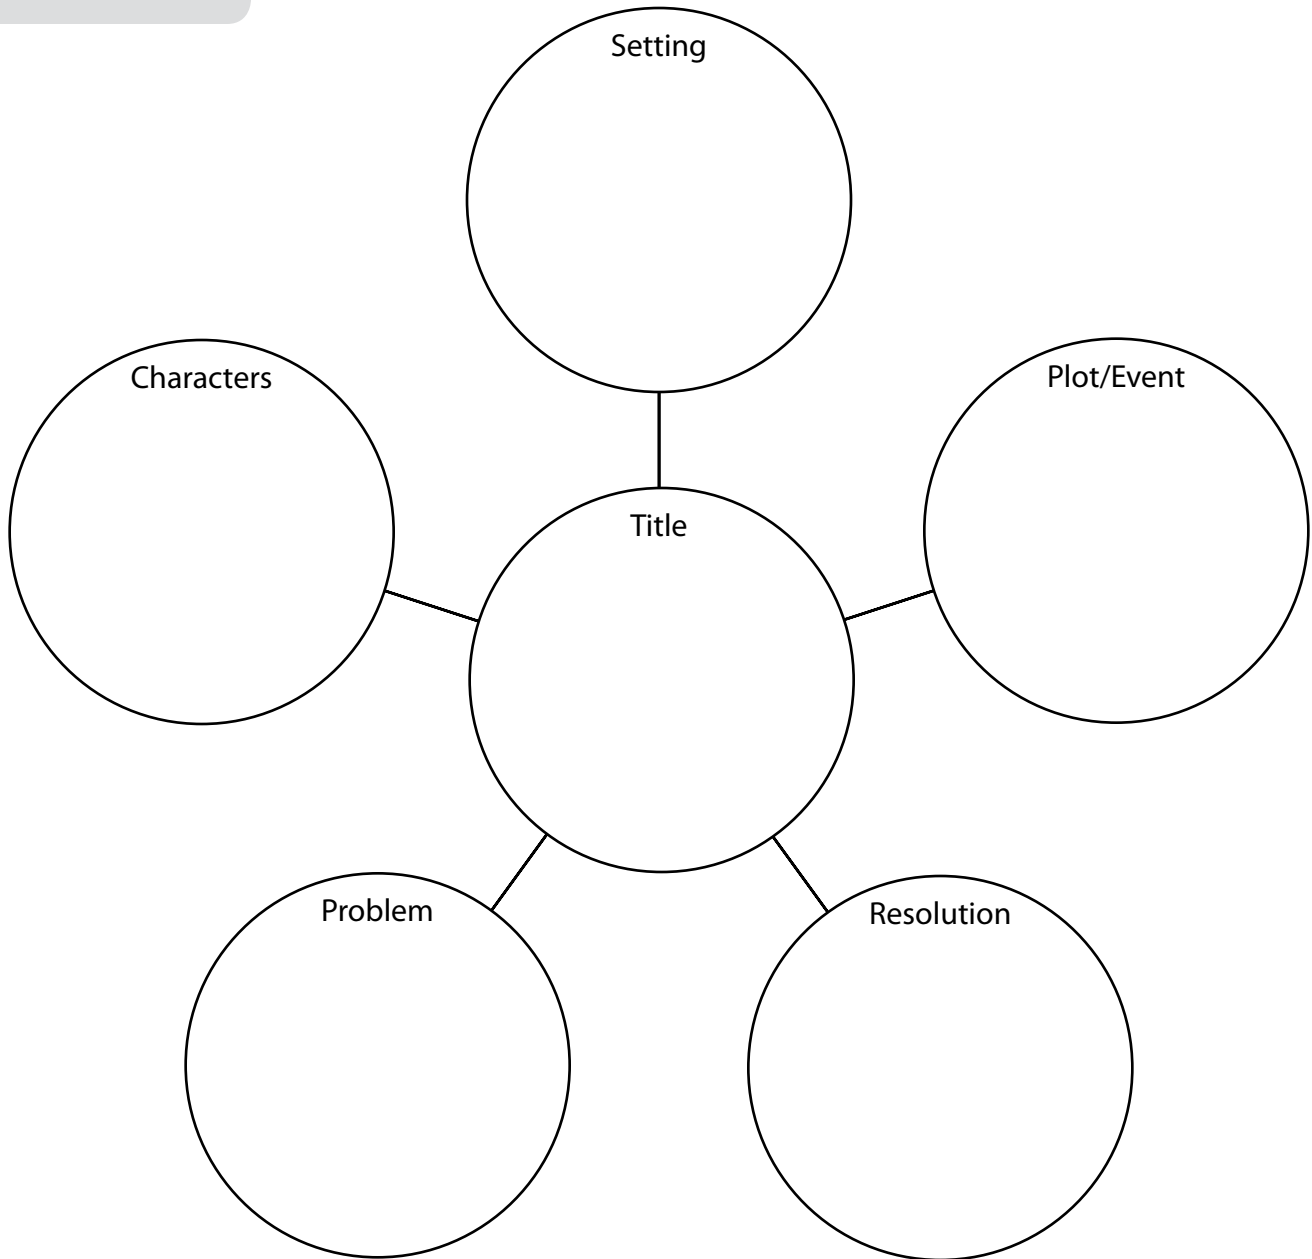 Setting
Characters
Plot/Event
Title
Problem
Resolution